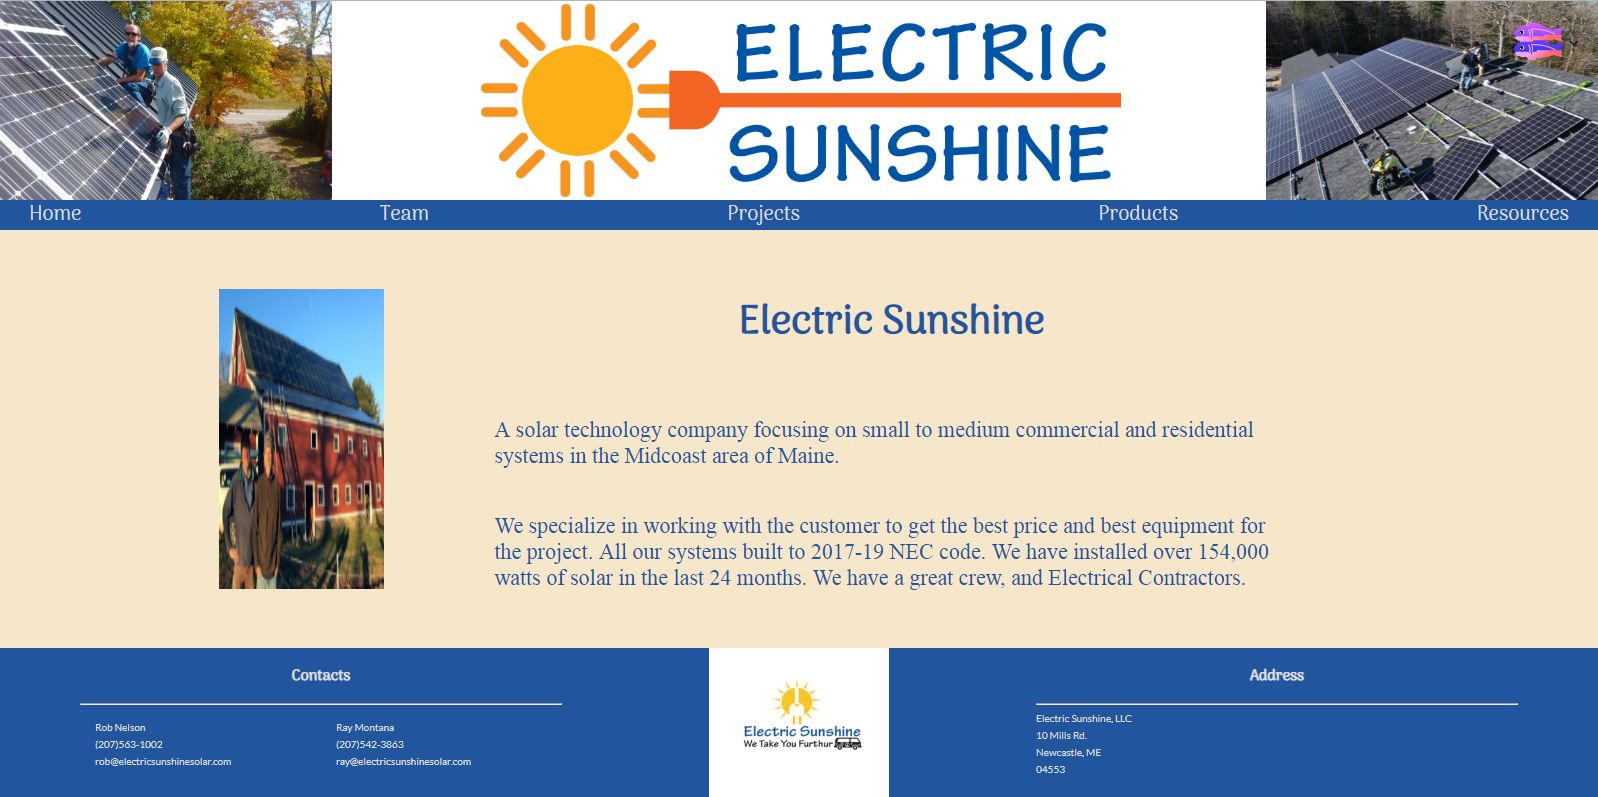 ELECTRIC
SUNSHINE
Home Team Projects Products Resources
Electric Sunshine
A solar technology company focusing on small to medium commercial and residential
systems in the Midcoast area of Maine.
We specialize in working with the customer to get the best price and best equipment for
the project. All our systems built to 2017-19 NEC code. We have installed over 154,000
watts of solar in the last 24 months. We have a great crew, and Electrical Contractors.
Contacts
Rob Nelson
(207)563-1002
rob@electricsunshinesolar.com
Ray Montana
(207)542-3863
ray@electricsunshinesolar.com
Electric Sunshine
We Take You Furthur
Address
Electric Sunshine, LLC
10 Mills Rd.
Newcastle, ME
04553